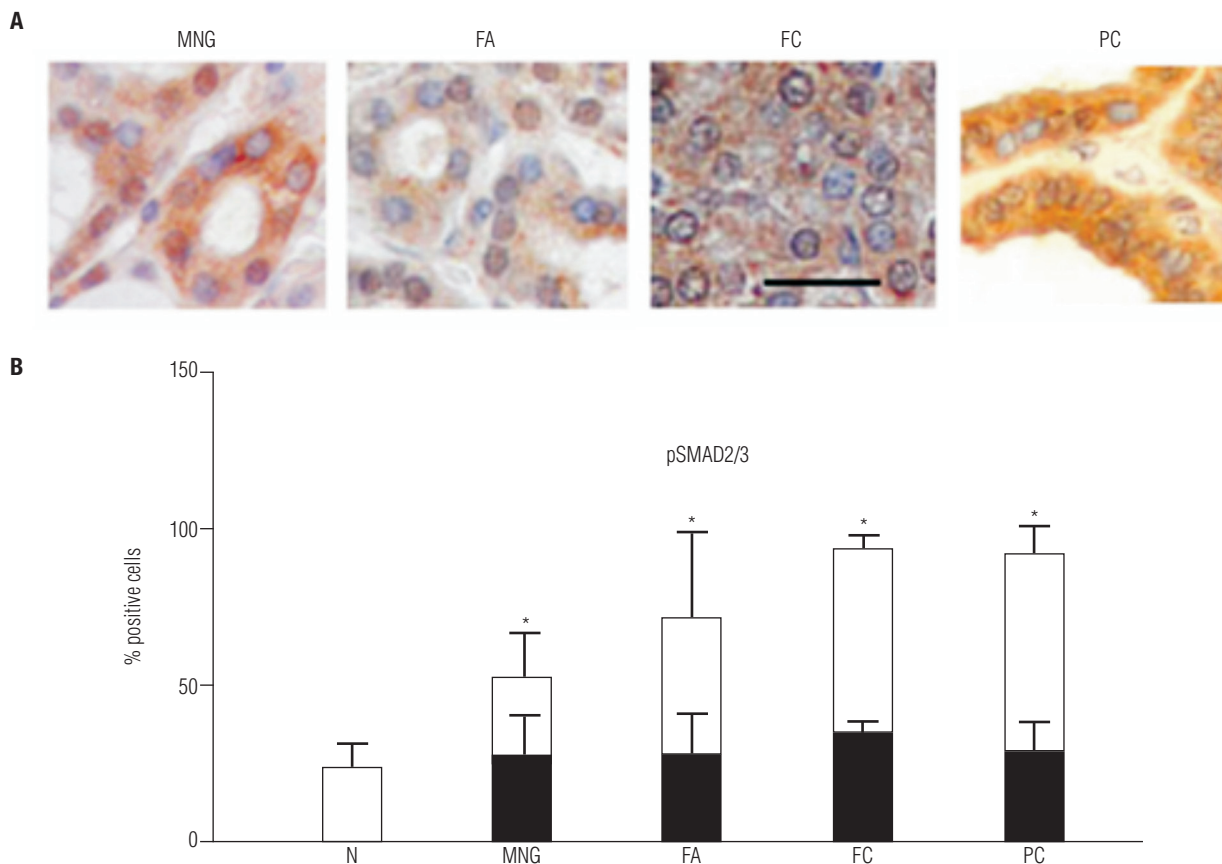 A
MNG FA FC PC
B
150
pSMAD2/3
* * * *
100
% positive cells
50
0
N MNG FA FC PC